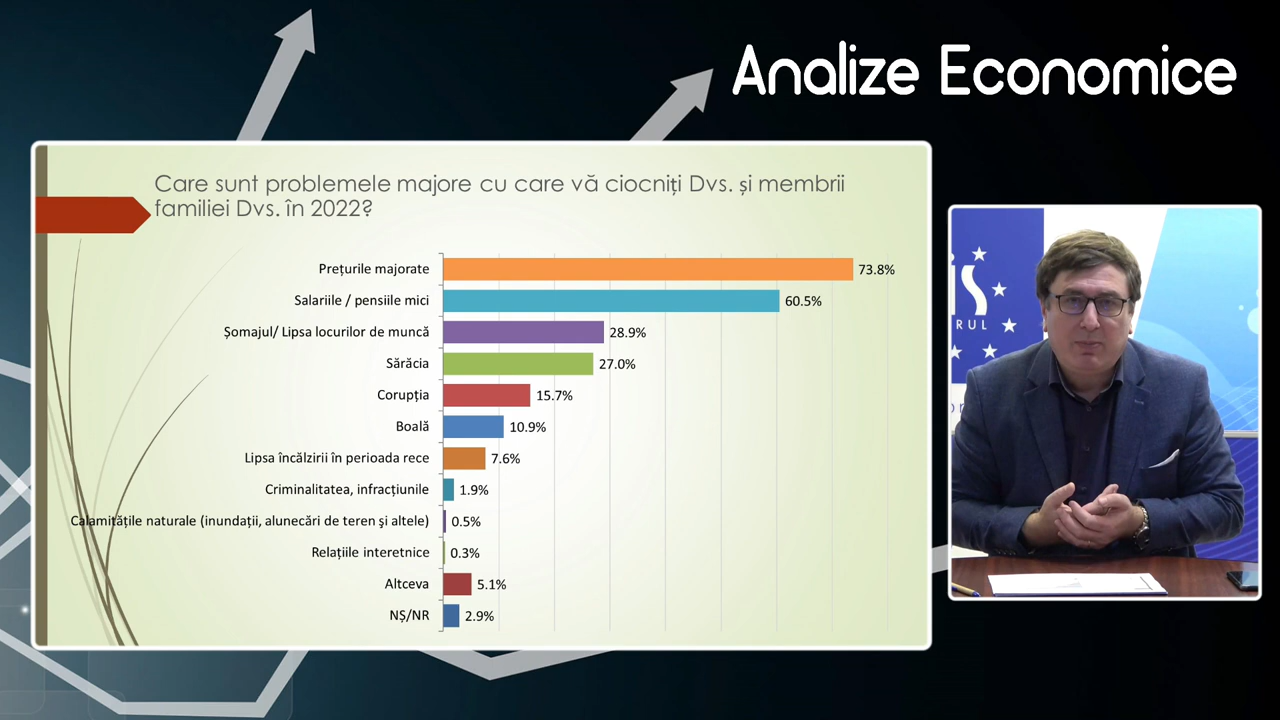 Analize Economice
Care sunt problemele majore cu care vă ciocniți Dvs. și membrii
familiei Dvs. în 2022?
Prețurile majorate 73.8%
Salariile / pensiile mici 60.5%
Șomajul/ Lipsa locurilor de muncă 28.9%
Sărăcia 27.0%
Corupția 15.7%
Boală 10.9%
Lipsa încălzirii în perioada rece 7.6%
Criminalitatea, infracțiunile 1.9%
Calamitățile naturale (inundații, alunecări de teren şi altele) 0.5%
Relațiile interetnice 0.3%
Altceva 5.1%
NȘ/NR 2.9%